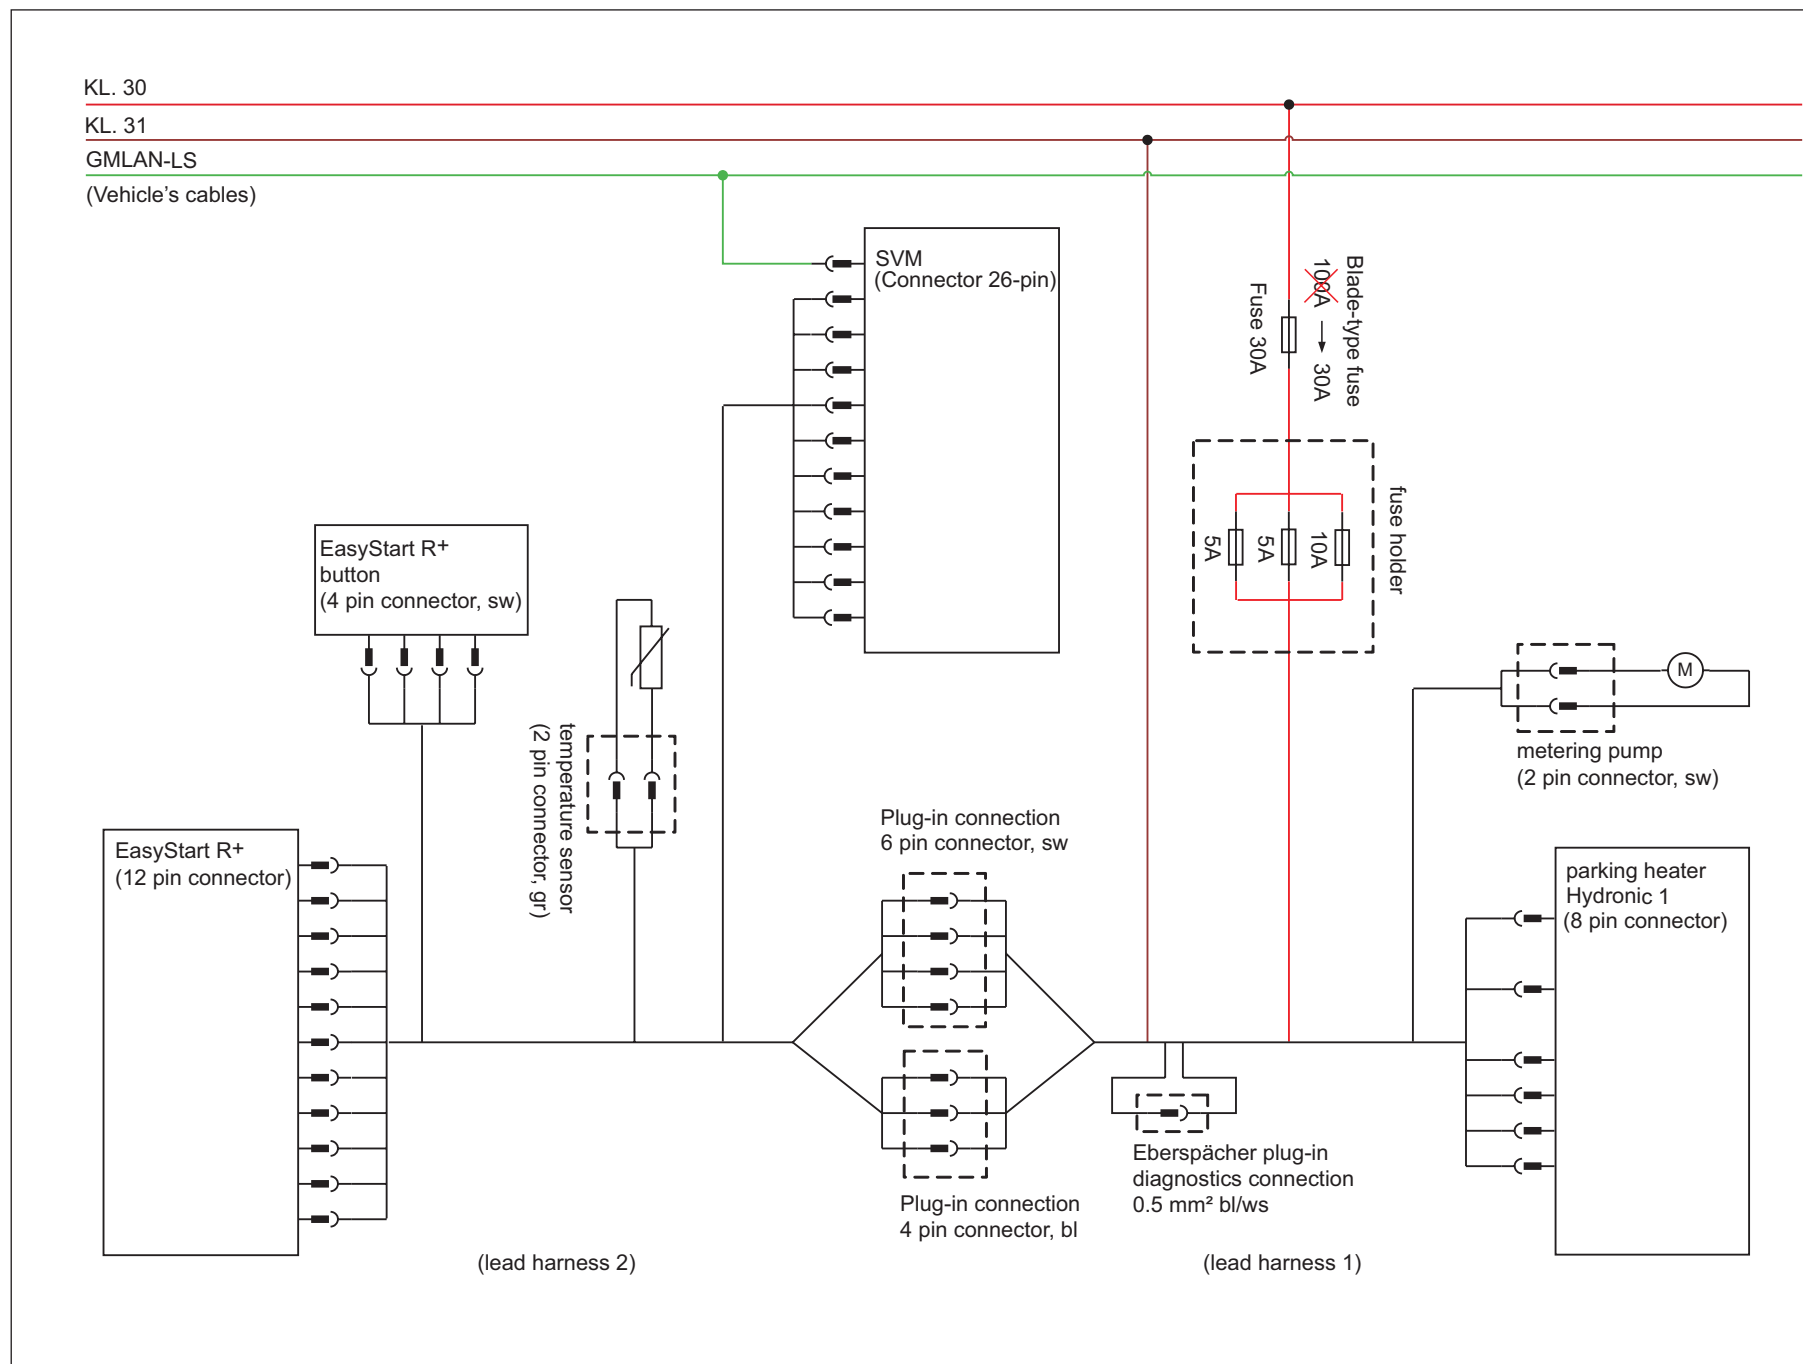 KL. 30
KL. 31
GMLAN-LS
(Vehicle's cables)
SVM
(Connector 26-pin)
Blade-type fuse
100A → 30A
Fuse 30A
fuse holder
10A
5A
5A
EasyStart R+
button
(4 pin connector, sw)
temperature sensor
(2 pin connector, gr)
M
metering pump
(2 pin connector, sw)
Plug-in connection
6 pin connector, sw
EasyStart R+
(12 pin connector)
parking heater
Hydronic 1
(8 pin connector)
Eberspächer plug-in
diagnostics connection
0.5 mm² bl/ws
Plug-in connection
4 pin connector, bl
(lead harness 2)
(lead harness 1)